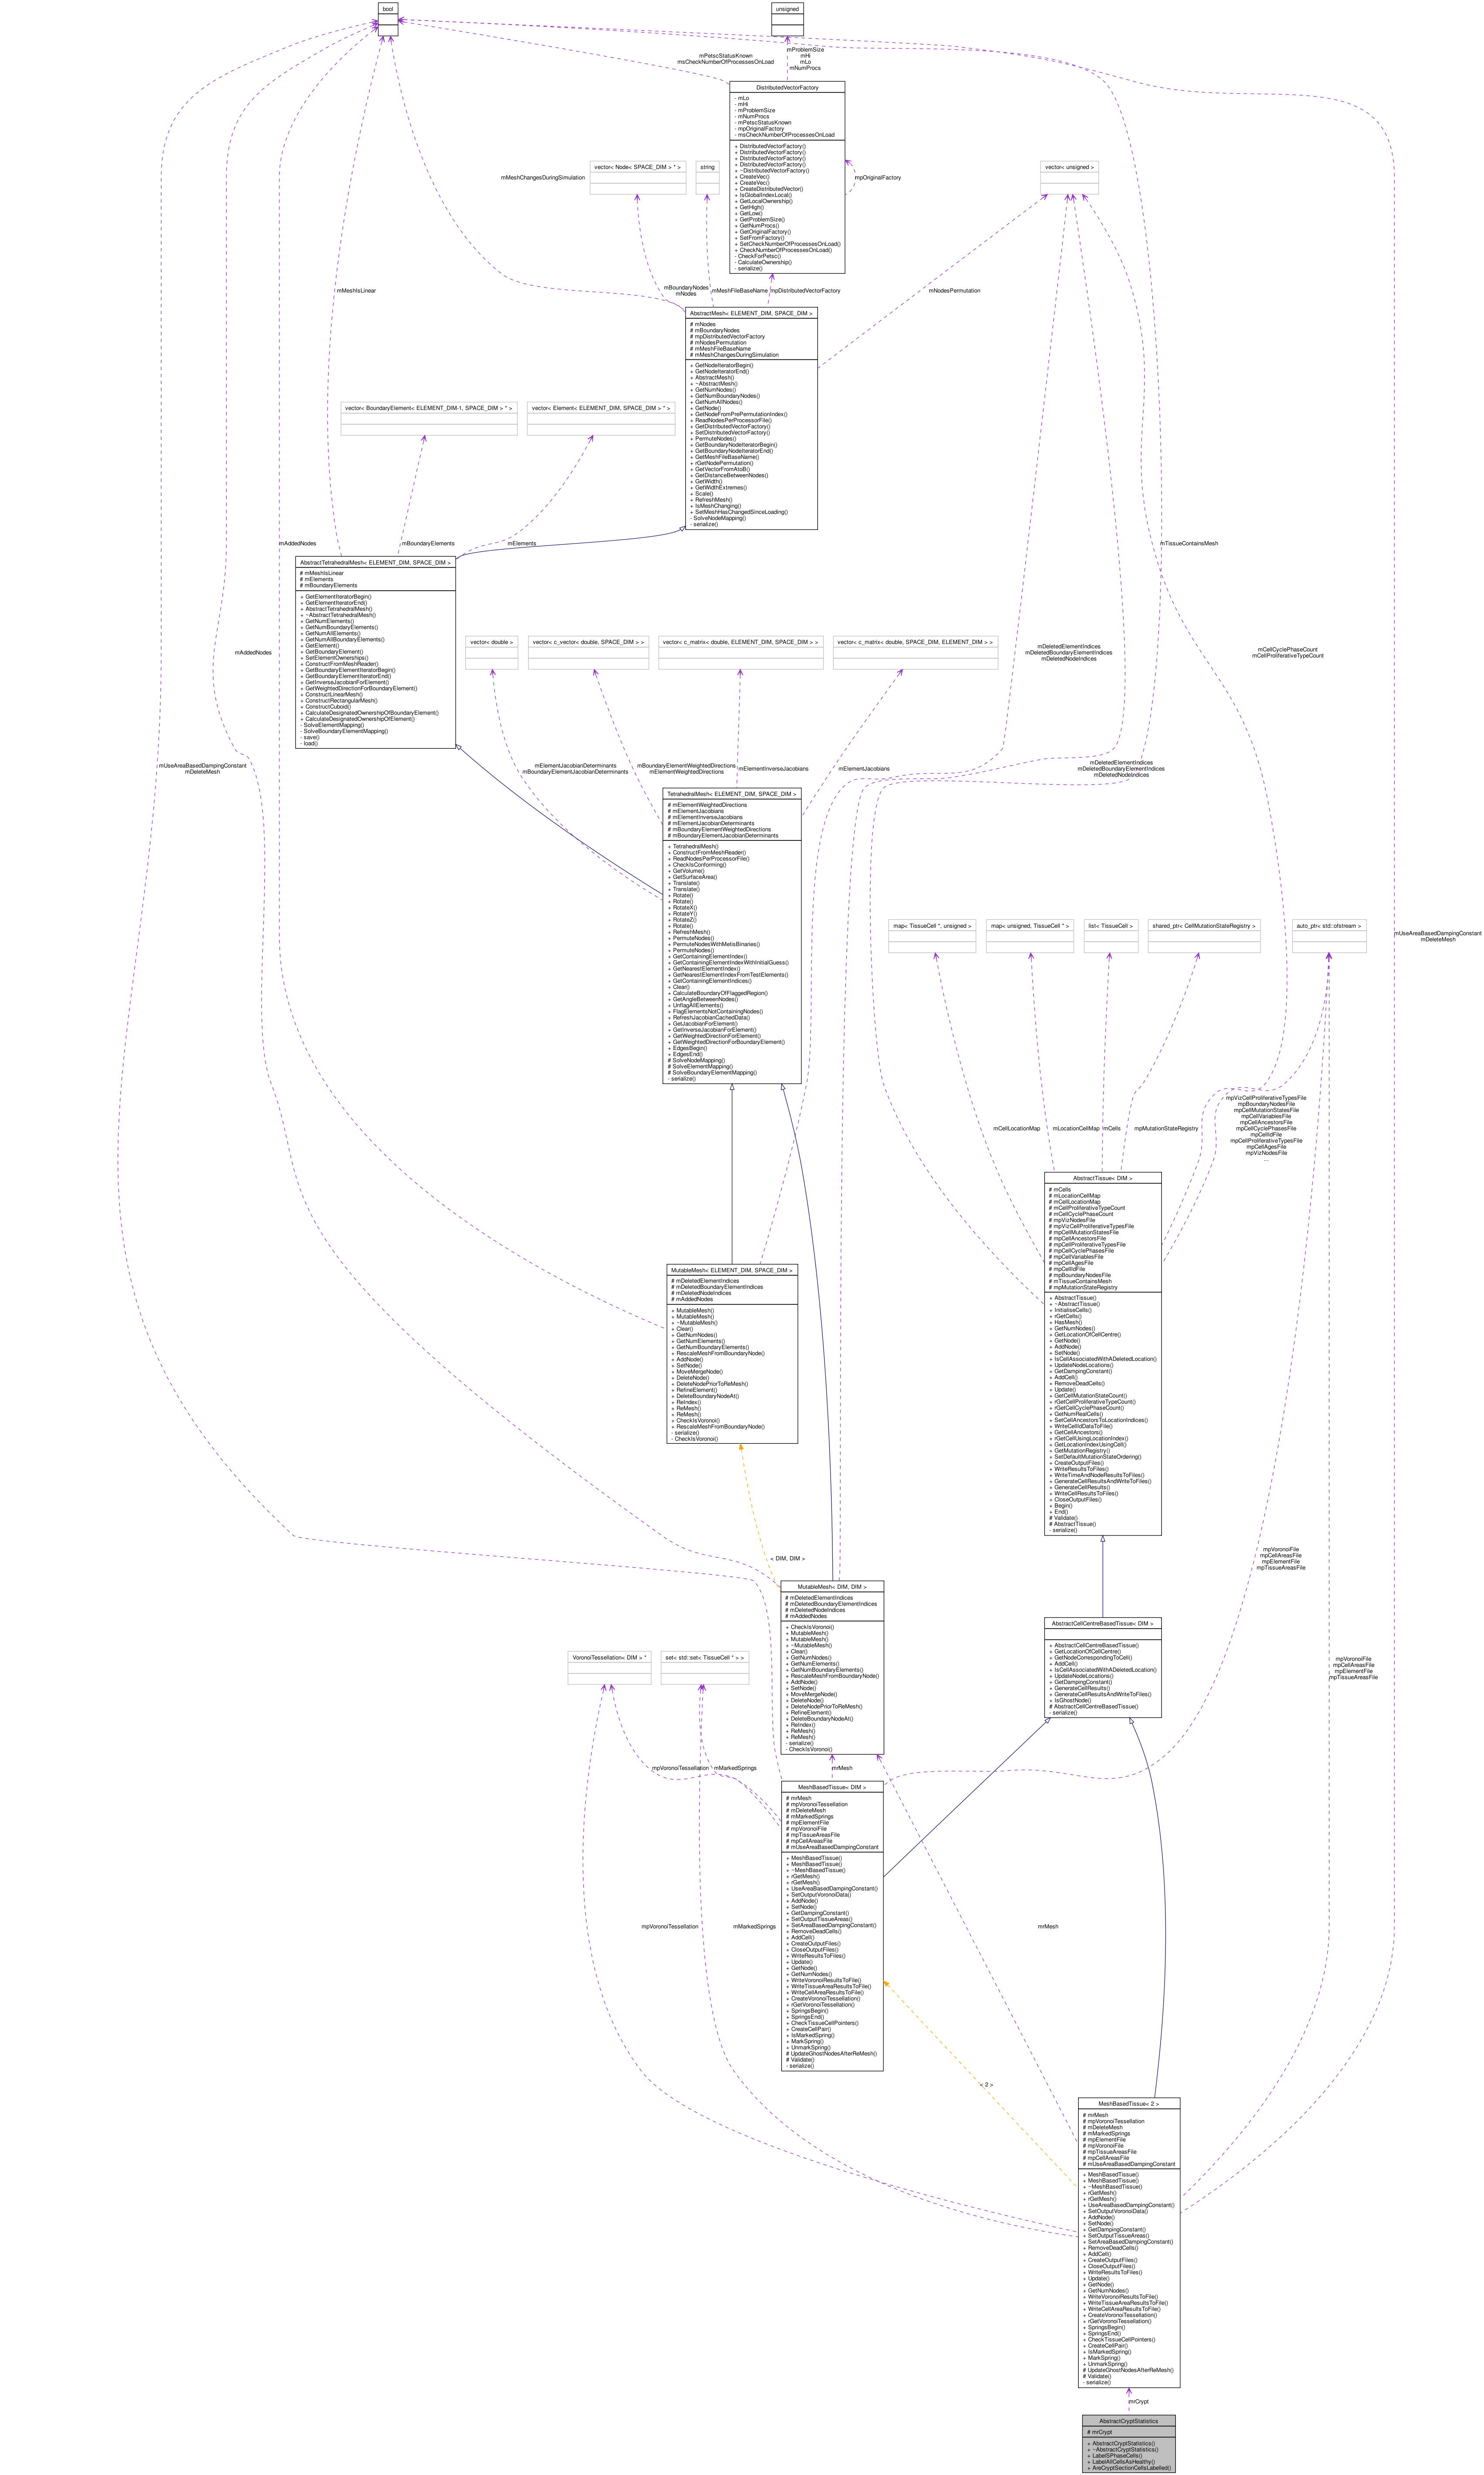 bool
unsigned
mPetscStatusKnown
msCheckNumberOfProcessesOnLoad
mProblemSize
mHi
mLo
mNumProcs
DistributedVectorFactory
- mLo
- mHi
- mProblemSize
- mNumProcs
- mPetscStatusKnown
- mpOriginalFactory
- msCheckNumberOfProcessesOnLoad
+ DistributedVectorFactory()
+ DistributedVectorFactory()
+ DistributedVectorFactory()
+ DistributedVectorFactory()
+ ~DistributedVectorFactory()
+ CreateVec()
+ CreateVec()
+ CreateDistributedVector()
+ IsGlobalIndexLocal()
+ GetLocalOwnership()
+ GetHigh()
+ GetLow()
+ GetProblemSize()
+ GetNumProcs()
+ GetOriginalFactory()
+ SetFromFactory()
+ SetCheckNumberOfProcessesOnLoad()
+ CheckNumberOfProcessesOnLoad()
- CheckForPetsc()
- CalculateOwnership()
- serialize()
vector< Node< SPACE_DIM > * >
string
vector< unsigned >
mMeshChangesDuringSimulation
mpOriginalFactory
mMeshIsLinear
mBoundaryNodes
mNodes
mMeshFileBaseName
mpDistributedVectorFactory
mNodesPermutation
AbstractMesh< ELEMENT_DIM, SPACE_DIM >
# mNodes
# mBoundaryNodes
# mpDistributedVectorFactory
# mNodesPermutation
# mMeshFileBaseName
# mMeshChangesDuringSimulation
+ GetNodeIteratorBegin()
+ GetNodeIteratorEnd()
+ AbstractMesh()
+ ~AbstractMesh()
+ GetNumNodes()
+ GetNumBoundaryNodes()
+ GetNumAllNodes()
+ GetNode()
+ GetNodeFromPrePermutationIndex()
+ ReadNodesPerProcessorFile()
+ GetDistributedVectorFactory()
+ SetDistributedVectorFactory()
+ PermuteNodes()
+ GetBoundaryNodeIteratorBegin()
+ GetBoundaryNodeIteratorEnd()
+ GetMeshFileBaseName()
+ rGetNodePermutation()
+ GetVectorFromAtoB()
+ GetDistanceBetweenNodes()
+ GetWidth()
+ GetWidthExtremes()
+ Scale()
+ RefreshMesh()
+ IsMeshChanging()
+ SetMeshHasChangedSinceLoading()
- SolveNodeMapping()
- serialize()
vector< BoundaryElement< ELEMENT_DIM-1, SPACE_DIM > * >
vector< Element< ELEMENT_DIM, SPACE_DIM > * >
mAddedNodes
mBoundaryElements
mElements
mTissueContainsMesh
AbstractTetrahedralMesh< ELEMENT_DIM, SPACE_DIM >
# mMeshIsLinear
# mElements
# mBoundaryElements
+ GetElementIteratorBegin()
+ GetElementIteratorEnd()
+ AbstractTetrahedralMesh()
+ ~AbstractTetrahedralMesh()
+ GetNumElements()
+ GetNumBoundaryElements()
+ GetNumAllElements()
+ GetNumAllBoundaryElements()
+ GetElement()
+ GetBoundaryElement()
+ SetElementOwnerships()
+ ConstructFromMeshReader()
+ GetBoundaryElementIteratorBegin()
+ GetBoundaryElementIteratorEnd()
+ GetInverseJacobianForElement()
+ GetWeightedDirectionForBoundaryElement()
+ ConstructLinearMesh()
+ ConstructRectangularMesh()
+ ConstructCuboid()
+ CalculateDesignatedOwnershipOfBoundaryElement()
+ CalculateDesignatedOwnershipOfElement()
- SolveElementMapping()
- SolveBoundaryElementMapping()
- save()
- load()
vector< double >
vector< c_vector< double, SPACE_DIM > >
vector< c_matrix< double, ELEMENT_DIM, SPACE_DIM > >
vector< c_matrix< double, SPACE_DIM, ELEMENT_DIM > >
mAddedNodes
mDeletedElementIndices
mDeletedBoundaryElementIndices
mDeletedNodeIndices
mCellCyclePhaseCount
mCellProliferativeTypeCount
mUseAreaBasedDampingConstant
mDeleteMesh
mElementJacobianDeterminants
mBoundaryElementJacobianDeterminants
mBoundaryElementWeightedDirections
mElementWeightedDirections
mElementInverseJacobians
mElementJacobians
mDeletedElementIndices
mDeletedBoundaryElementIndices
mDeletedNodeIndices
TetrahedralMesh< ELEMENT_DIM, SPACE_DIM >
# mElementWeightedDirections
# mElementJacobians
# mElementInverseJacobians
# mElementJacobianDeterminants
# mBoundaryElementWeightedDirections
# mBoundaryElementJacobianDeterminants
+ TetrahedralMesh()
+ ConstructFromMeshReader()
+ ReadNodesPerProcessorFile()
+ CheckIsConforming()
+ GetVolume()
+ GetSurfaceArea()
+ Translate()
+ Translate()
+ Rotate()
+ Rotate()
+ RotateX()
+ RotateY()
+ RotateZ()
+ Rotate()
+ RefreshMesh()
+ PermuteNodes()
+ PermuteNodesWithMetisBinaries()
+ PermuteNodes()
+ GetContainingElementIndex()
+ GetContainingElementIndexWithInitialGuess()
+ GetNearestElementIndex()
+ GetNearestElementIndexFromTestElements()
+ GetContainingElementIndices()
+ Clear()
+ CalculateBoundaryOfFlaggedRegion()
+ GetAngleBetweenNodes()
+ UnflagAllElements()
+ FlagElementsNotContainingNodes()
+ RefreshJacobianCachedData()
+ GetJacobianForElement()
+ GetInverseJacobianForElement()
+ GetWeightedDirectionForElement()
+ GetWeightedDirectionForBoundaryElement()
+ EdgesBegin()
+ EdgesEnd()
# SolveNodeMapping()
# SolveElementMapping()
# SolveBoundaryElementMapping()
- serialize()
map< TissueCell *, unsigned >
map< unsigned, TissueCell * >
list< TissueCell >
shared_ptr< CellMutationStateRegistry >
auto_ptr< std::ofstream >
mUseAreaBasedDampingConstant
mDeleteMesh
mCellLocationMap
mLocationCellMap
mCells
mpMutationStateRegistry
mpVizCellProliferativeTypesFile
mpBoundaryNodesFile
mpCellMutationStatesFile
mpCellVariablesFile
mpCellAncestorsFile
mpCellCyclePhasesFile
mpCellIdFile
mpCellProliferativeTypesFile
mpCellAgesFile
mpVizNodesFile
...
AbstractTissue< DIM >
# mCells
# mLocationCellMap
# mCellLocationMap
# mCellProliferativeTypeCount
# mCellCyclePhaseCount
# mpVizNodesFile
# mpVizCellProliferativeTypesFile
# mpCellMutationStatesFile
# mpCellAncestorsFile
# mpCellProliferativeTypesFile
# mpCellCyclePhasesFile
# mpCellVariablesFile
# mpCellAgesFile
# mpCellIdFile
# mpBoundaryNodesFile
# mTissueContainsMesh
# mpMutationStateRegistry
+ AbstractTissue()
+ ~AbstractTissue()
+ InitialiseCells()
+ rGetCells()
+ HasMesh()
+ GetNumNodes()
+ GetLocationOfCellCentre()
+ GetNode()
+ AddNode()
+ SetNode()
+ IsCellAssociatedWithADeletedLocation()
+ UpdateNodeLocations()
+ GetDampingConstant()
+ AddCell()
+ RemoveDeadCells()
+ Update()
+ GetCellMutationStateCount()
+ rGetCellProliferativeTypeCount()
+ rGetCellCyclePhaseCount()
+ GetNumRealCells()
+ SetCellAncestorsToLocationIndices()
+ WriteCellIdDataToFile()
+ GetCellAncestors()
+ rGetCellUsingLocationIndex()
+ GetLocationIndexUsingCell()
+ GetMutationRegistry()
+ SetDefaultMutationStateOrdering()
+ CreateOutputFiles()
+ WriteResultsToFiles()
+ WriteTimeAndNodeResultsToFiles()
+ GenerateCellResultsAndWriteToFiles()
+ GenerateCellResults()
+ WriteCellResultsToFiles()
+ CloseOutputFiles()
+ Begin()
+ End()
# Validate()
# AbstractTissue()
- serialize()
MutableMesh< ELEMENT_DIM, SPACE_DIM >
# mDeletedElementIndices
# mDeletedBoundaryElementIndices
# mDeletedNodeIndices
# mAddedNodes
+ MutableMesh()
+ MutableMesh()
+ ~MutableMesh()
+ Clear()
+ GetNumNodes()
+ GetNumElements()
+ GetNumBoundaryElements()
+ RescaleMeshFromBoundaryNode()
+ AddNode()
+ SetNode()
+ MoveMergeNode()
+ DeleteNode()
+ DeleteNodePriorToReMesh()
+ RefineElement()
+ DeleteBoundaryNodeAt()
+ ReIndex()
+ ReMesh()
+ ReMesh()
+ CheckIsVoronoi()
+ RescaleMeshFromBoundaryNode()
- serialize()
- CheckIsVoronoi()
< DIM, DIM >
mpVoronoiFile
mpCellAreasFile
mpElementFile
mpTissueAreasFile
MutableMesh< DIM, DIM >
# mDeletedElementIndices
# mDeletedBoundaryElementIndices
# mDeletedNodeIndices
# mAddedNodes
+ CheckIsVoronoi()
+ MutableMesh()
+ MutableMesh()
+ ~MutableMesh()
+ Clear()
+ GetNumNodes()
+ GetNumElements()
+ GetNumBoundaryElements()
+ RescaleMeshFromBoundaryNode()
+ AddNode()
+ SetNode()
+ MoveMergeNode()
+ DeleteNode()
+ DeleteNodePriorToReMesh()
+ RefineElement()
+ DeleteBoundaryNodeAt()
+ ReIndex()
+ ReMesh()
+ ReMesh()
- serialize()
- CheckIsVoronoi()
AbstractCellCentreBasedTissue< DIM >
+ AbstractCellCentreBasedTissue()
+ GetLocationOfCellCentre()
+ GetNodeCorrespondingToCell()
+ AddCell()
+ IsCellAssociatedWithADeletedLocation()
+ UpdateNodeLocations()
+ GetDampingConstant()
+ GenerateCellResults()
+ GenerateCellResultsAndWriteToFiles()
+ IsGhostNode()
# AbstractCellCentreBasedTissue()
- serialize()
VoronoiTessellation< DIM > *
set< std::set< TissueCell * > >
mpVoronoiFile
mpCellAreasFile
mpElementFile
mpTissueAreasFile
mpVoronoiTessellation
mMarkedSprings
mrMesh
MeshBasedTissue< DIM >
# mrMesh
# mpVoronoiTessellation
# mDeleteMesh
# mMarkedSprings
# mpElementFile
# mpVoronoiFile
# mpTissueAreasFile
# mpCellAreasFile
# mUseAreaBasedDampingConstant
+ MeshBasedTissue()
+ MeshBasedTissue()
+ ~MeshBasedTissue()
+ rGetMesh()
+ rGetMesh()
+ UseAreaBasedDampingConstant()
+ SetOutputVoronoiData()
+ AddNode()
+ SetNode()
+ GetDampingConstant()
+ SetOutputTissueAreas()
+ SetAreaBasedDampingConstant()
+ RemoveDeadCells()
+ AddCell()
+ CreateOutputFiles()
+ CloseOutputFiles()
+ WriteResultsToFiles()
+ Update()
+ GetNode()
+ GetNumNodes()
+ WriteVoronoiResultsToFile()
+ WriteTissueAreaResultsToFile()
+ WriteCellAreaResultsToFile()
+ CreateVoronoiTessellation()
+ rGetVoronoiTessellation()
+ SpringsBegin()
+ SpringsEnd()
+ CheckTissueCellPointers()
+ CreateCellPair()
+ IsMarkedSpring()
+ MarkSpring()
+ UnmarkSpring()
# UpdateGhostNodesAfterReMesh()
# Validate()
- serialize()
mpVoronoiTessellation
mMarkedSprings
mrMesh
< 2 >
MeshBasedTissue< 2 >
# mrMesh
# mpVoronoiTessellation
# mDeleteMesh
# mMarkedSprings
# mpElementFile
# mpVoronoiFile
# mpTissueAreasFile
# mpCellAreasFile
# mUseAreaBasedDampingConstant
+ MeshBasedTissue()
+ MeshBasedTissue()
+ ~MeshBasedTissue()
+ rGetMesh()
+ rGetMesh()
+ UseAreaBasedDampingConstant()
+ SetOutputVoronoiData()
+ AddNode()
+ SetNode()
+ GetDampingConstant()
+ SetOutputTissueAreas()
+ SetAreaBasedDampingConstant()
+ RemoveDeadCells()
+ AddCell()
+ CreateOutputFiles()
+ CloseOutputFiles()
+ WriteResultsToFiles()
+ Update()
+ GetNode()
+ GetNumNodes()
+ WriteVoronoiResultsToFile()
+ WriteTissueAreaResultsToFile()
+ WriteCellAreaResultsToFile()
+ CreateVoronoiTessellation()
+ rGetVoronoiTessellation()
+ SpringsBegin()
+ SpringsEnd()
+ CheckTissueCellPointers()
+ CreateCellPair()
+ IsMarkedSpring()
+ MarkSpring()
+ UnmarkSpring()
# UpdateGhostNodesAfterReMesh()
# Validate()
- serialize()
mrCrypt
AbstractCryptStatistics
# mrCrypt
+ AbstractCryptStatistics()
+ ~AbstractCryptStatistics()
+ LabelSPhaseCells()
+ LabelAllCellsAsHealthy()
+ AreCryptSectionCellsLabelled()